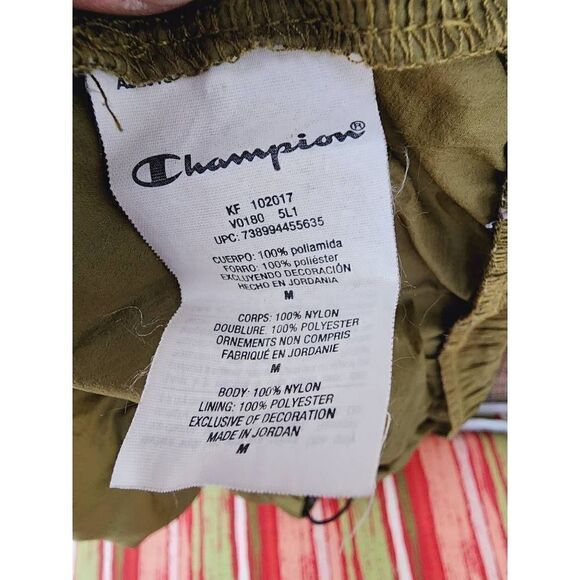 Champion®
KF 102017
V0180 5L1
UPC: 738994455635
CUERPO: 100% poliamida
FORRO: 100% poliéster
EXCLUYENDO DECORACIÓN
HECHO EN JORDANIA
M
CORPS: 100% NYLON
DOUBLURE: 100% POLYESTER
ORNEMENTS NON COMPRIS
FABRIQUÉ EN JORDANIE
M
BODY: 100% NYLON
LINING: 100% POLYESTER
EXCLUSIVE OF DECORATION
MADE IN JORDAN
M